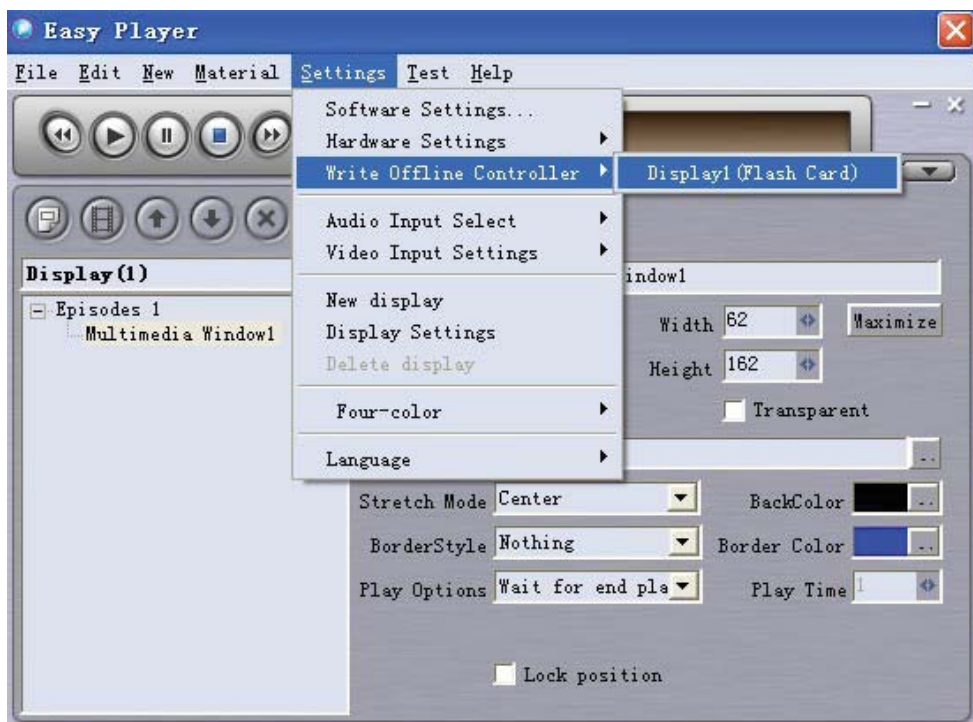 Easy Player
File Edit New Material Settings Test Help
Software Settings...
Hardware Settings
Write Offline Controller
Display1(Flash Card)
Audio Input Select
Video Input Settings
New display
Display Settings
Delete display
Four-color
Language
Display(1)
Episodes 1
Multimedia Window1
indow1
Width 62 Maximize
Height 162
Transparent
Stretch Mode Center BackColor ..
BorderStyle Nothing Border Color ..
Play Options Wait for end pla Play Time 1
Lock position